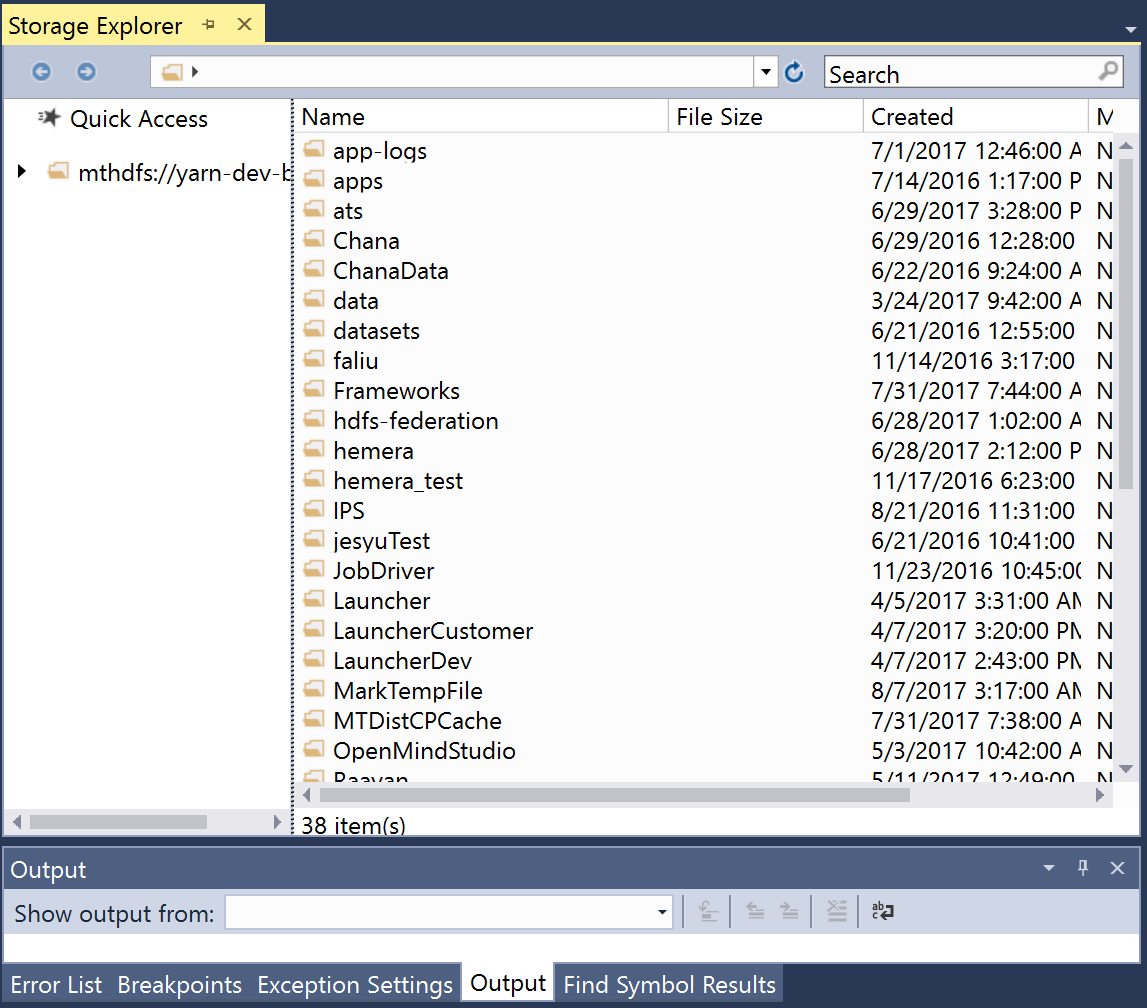 Storage Explorer
Search
Quick Access
mthdfs://yarn-dev-b
Name File Size Created M
app-logs 7/1/2017 12:46:00 A N
apps 7/14/2016 1:17:00 P N
ats 6/29/2017 3:28:00 P N
Chana 6/29/2016 12:28:00 N
ChanaData 6/22/2016 9:24:00 A N
data 3/24/2017 9:42:00 A N
datasets 6/21/2016 12:55:00 N
faliu 11/14/2016 3:17:00 N
Frameworks 7/31/2017 7:44:00 A N
hdfs-federation 6/28/2017 1:02:00 A N
hemera 6/28/2017 2:12:00 P N
hemera_test 11/17/2016 6:23:00 N
IPS 8/21/2016 11:31:00 N
jesyuTest 6/21/2016 10:41:00 N
JobDriver 11/23/2016 10:45:00 N
Launcher 4/5/2017 3:31:00 AM N
LauncherCustomer 4/7/2017 3:20:00 PM N
LauncherDev 4/7/2017 2:43:00 PM N
MarkTempFile 8/7/2017 3:17:00 AM N
MTDistCPCache 7/31/2017 7:38:00 A N
OpenMindStudio 5/3/2017 10:42:00 A N
5/11/2017 12:49:00 N
38 item(s)
Output
Show output from:
Error List Breakpoints Exception Settings Output Find Symbol Results